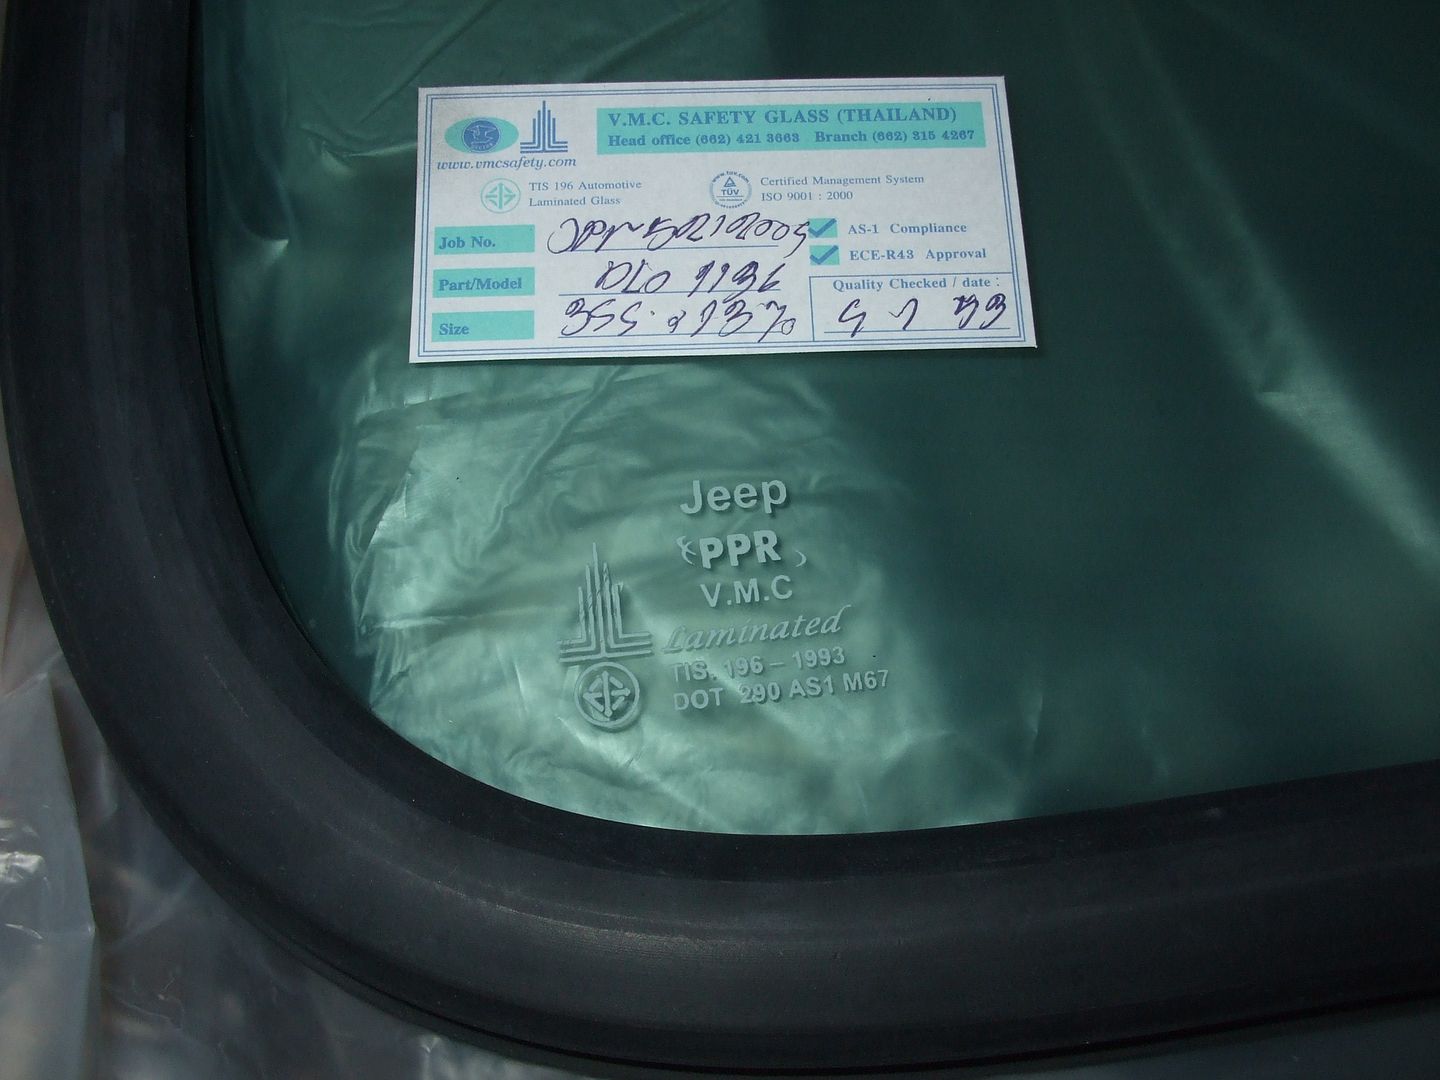 V.M.C. SAFETY GLASS (THAILAND)
Head office (662) 421 3663 Branch (662) 315 4267
www.vmcsafety.com
TIS 196 Automotive
Laminated Glass
TÜV
Certified Management System
ISO 9001 : 2000
Job No.
AS-1 Compliance
ECE-R43 Approval
Part/Model
Size
Quality Checked / date :
Jeep
PPR
V.M.C
Laminated
TIS. 196 – 1993
DOT 290 AS1 M67